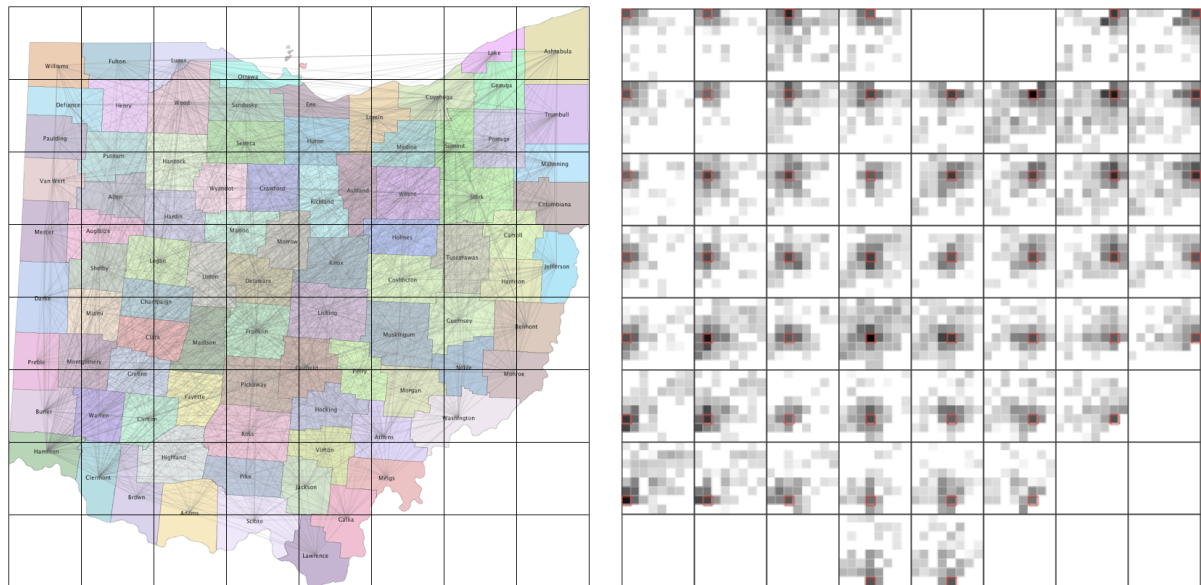 Lake
Ashtabula
Williams
Fulton
Lucas
Ottawa
Geauga
Defiance
Henry
Wood
Sandusky
Erie
Lorain
Cuyahoga
Trumbull
Paulding
Putnam
Hancock
Seneca
Huron
Medina
Summit
Portage
Mahoning
Van Wert
Allen
Wyandot
Crawford
Richland
Ashland
Wayne
Stark
Columbiana
Mercer
Auglaize
Hardin
Marion
Morrow
Holmes
Carroll
Shelby
Logan
Union
Delaware
Knox
Coshocton
Tuscarawas
Harrison
Jefferson
Darke
Miami
Champaign
Licking
Guernsey
Belmont
Clark
Madison
Franklin
Muskingum
Preble
Montgomery
Greene
Fayette
Pickaway
Fairfield
Perry
Morgan
Noble
Monroe
Butler
Warren
Clinton
Ross
Hocking
Athens
Washington
Hamilton
Clermont
Highland
Vinton
Brown
Pike
Jackson
Meigs
Adams
Scioto
Gallia
Lawrence